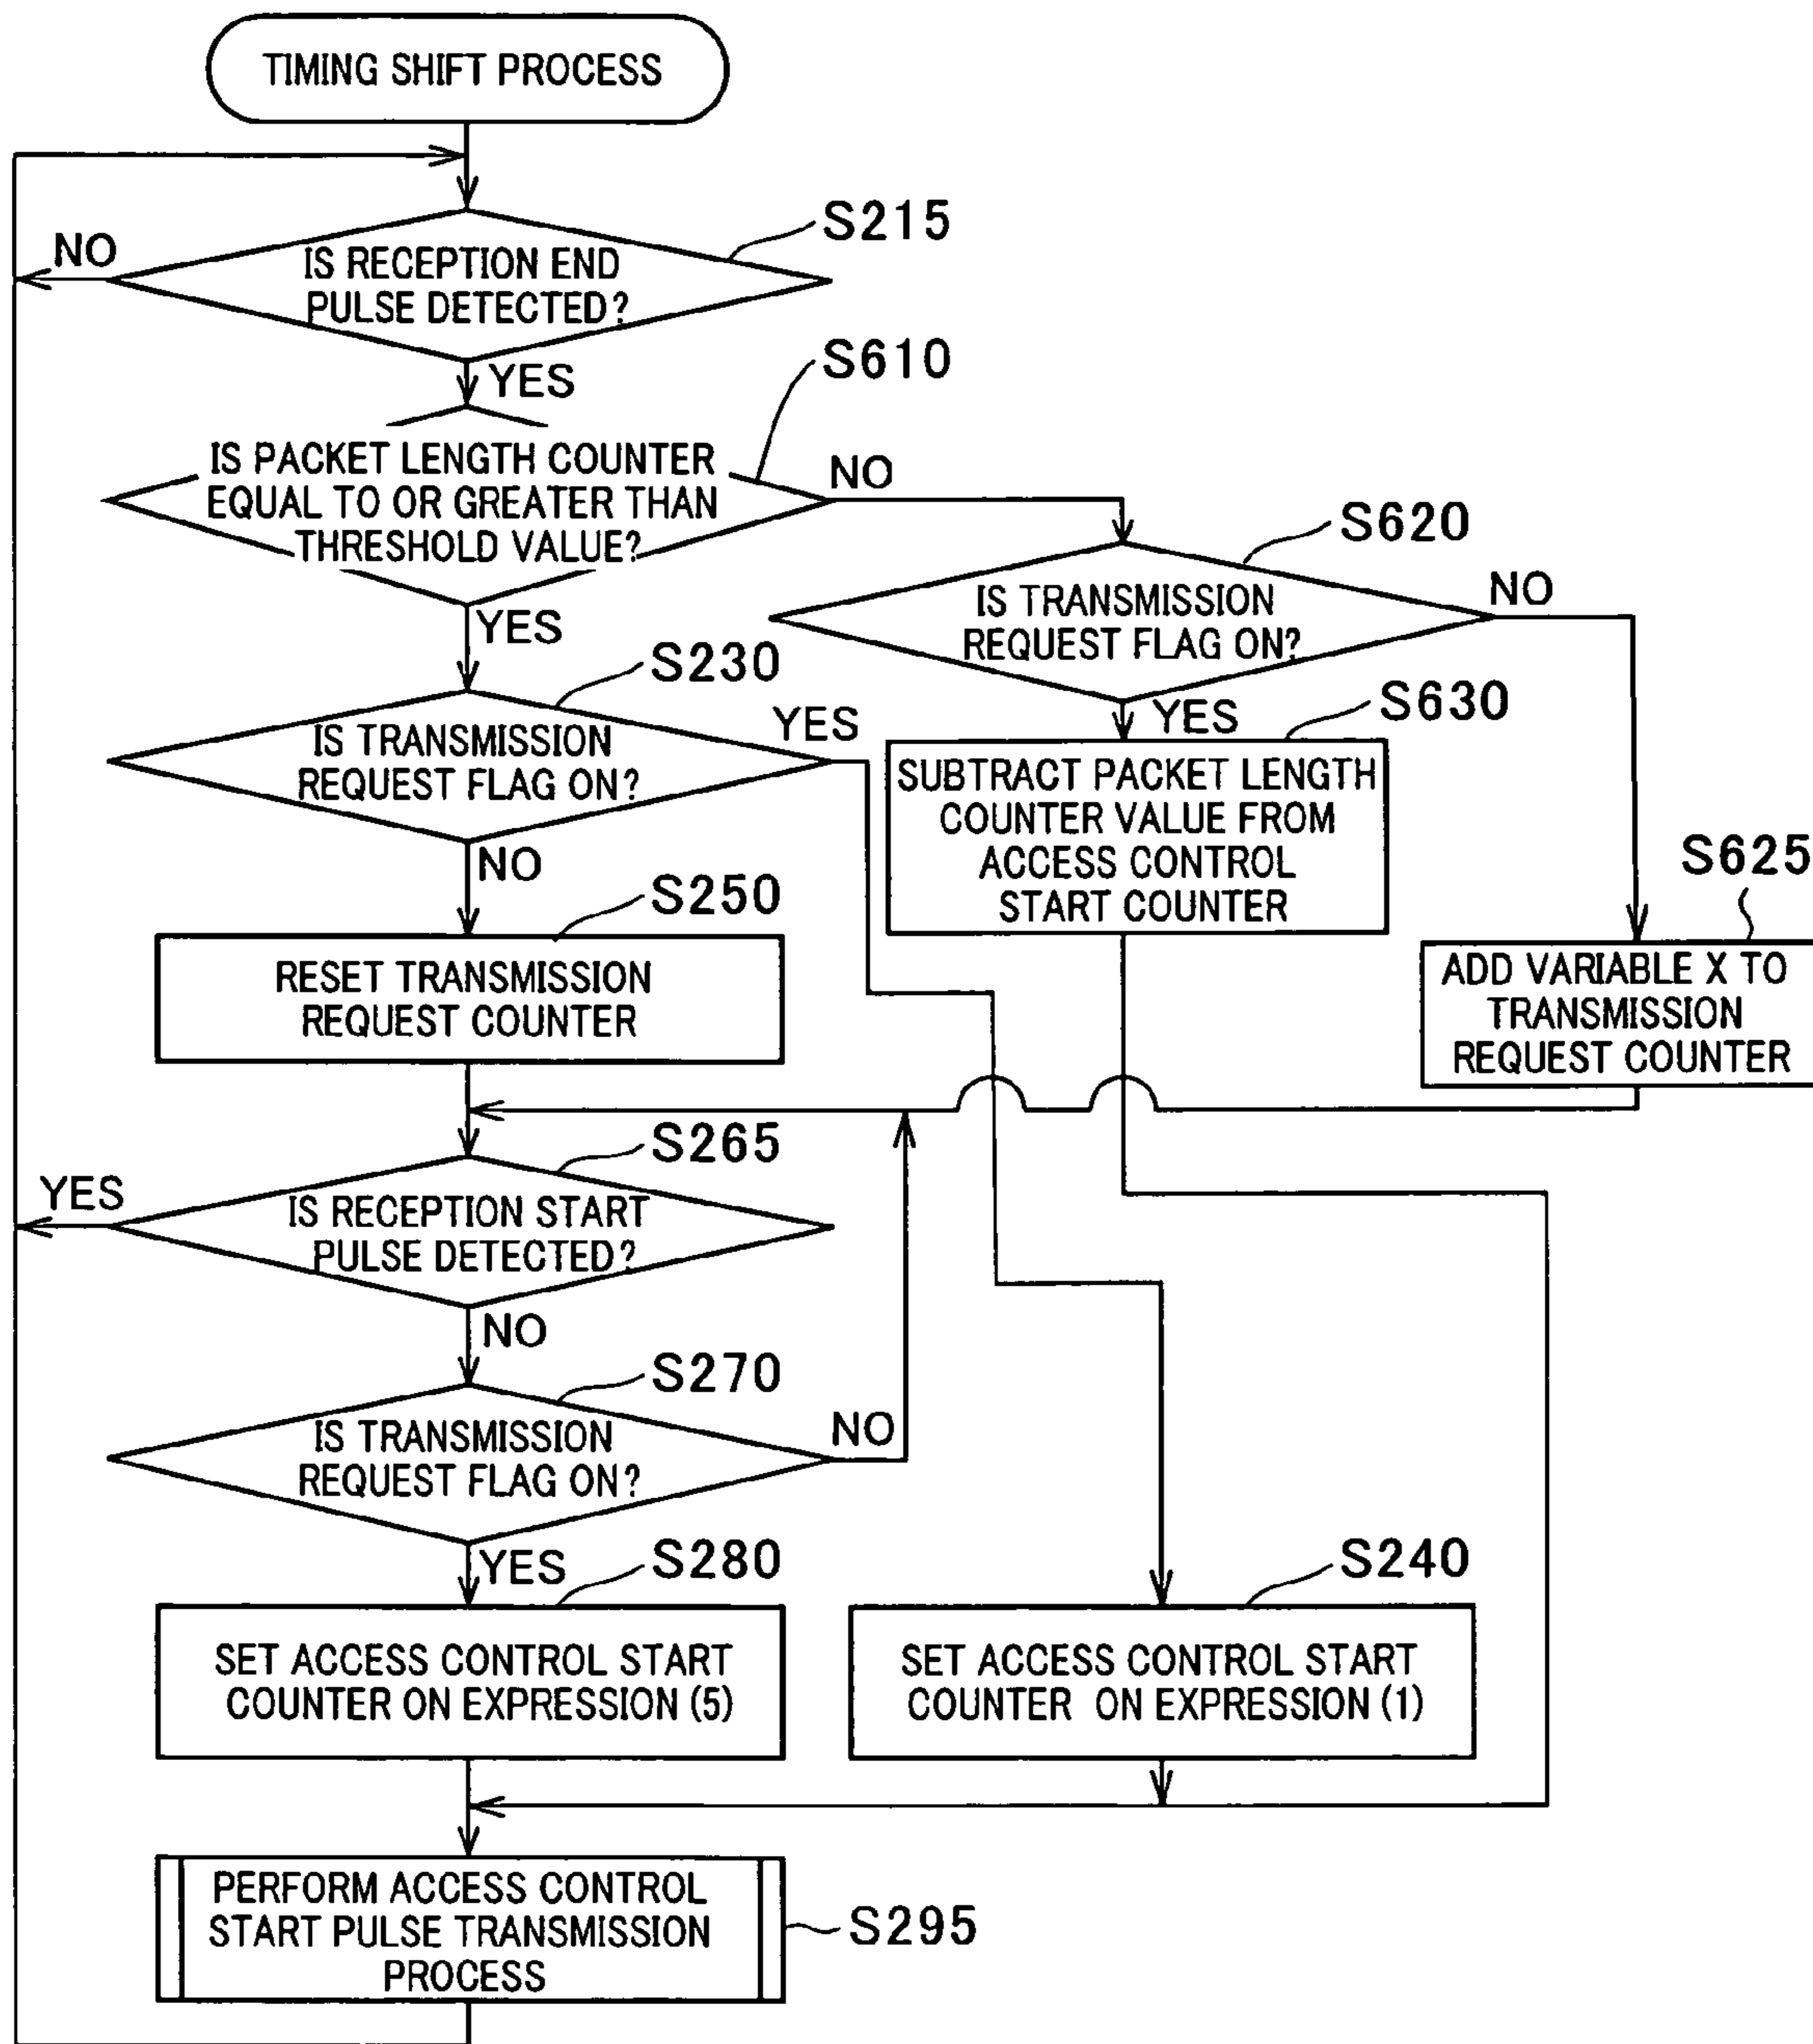 TIMING SHIFT PROCESS
S215
NO
IS RECEPTION END
PULSE DETECTED?
YES
S610
IS PACKET LENGTH COUNTER
EQUAL TO OR GREATER THAN
THRESHOLD VALUE?
NO
S620
YES
IS TRANSMISSION
REQUEST FLAG ON?
NO
S230
YES
IS TRANSMISSION
REQUEST FLAG ON?
YES
S630
SUBTRACT PACKET LENGTH
COUNTER VALUE FROM
ACCESS CONTROL
START COUNTER
NO
S250
S625
RESET TRANSMISSION
REQUEST COUNTER
ADD VARIABLE X TO
TRANSMISSION
REQUEST COUNTER
S265
YES
IS RECEPTION START
PULSE DETECTED?
NO
S270
IS TRANSMISSION
REQUEST FLAG ON?
NO
YES
S280
S240
SET ACCESS CONTROL START
COUNTER ON EXPRESSION (5)
SET ACCESS CONTROL START
COUNTER ON EXPRESSION (1)
PERFORM ACCESS CONTROL
START PULSE TRANSMISSION
PROCESS
S295